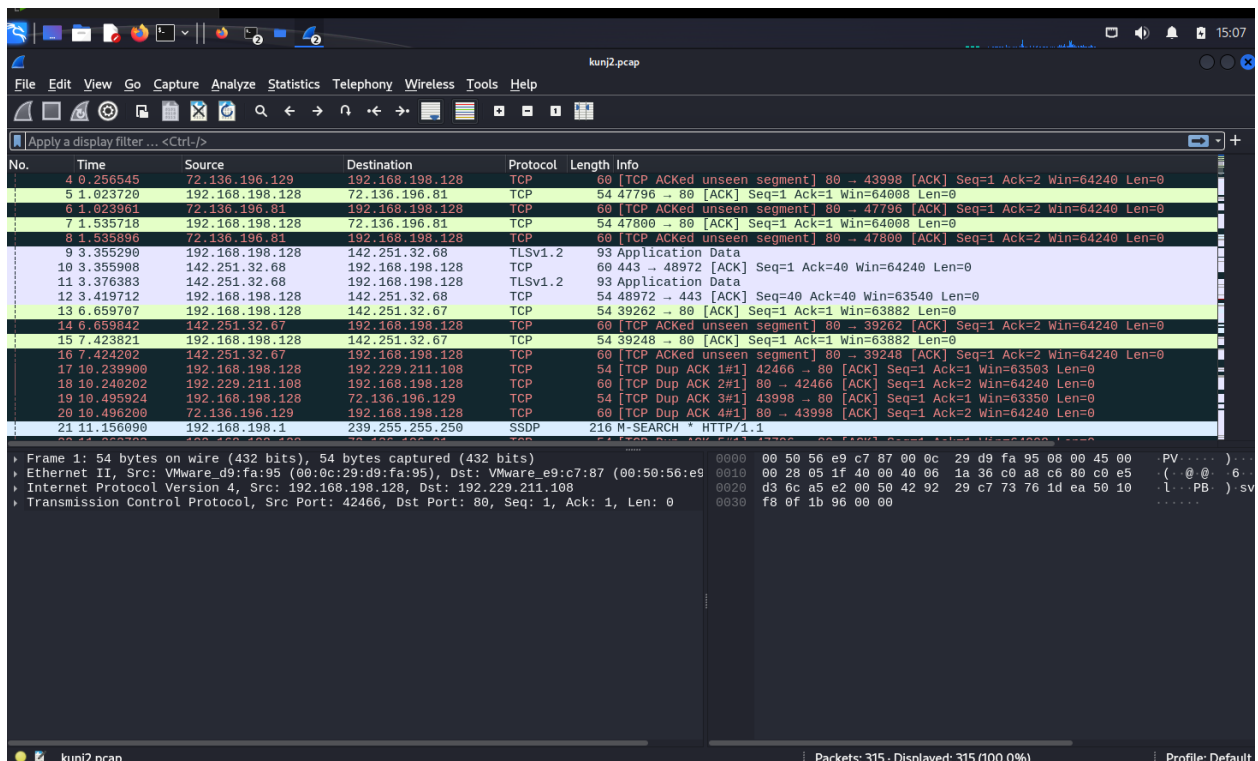 2
2
15:07
kunj2.pcap
File Edit View Go Capture Analyze Statistics Telephony Wireless Tools Help
Apply a display filter ... <Ctrl-/>
No. Time Source Destination Protocol Length Info
4 0.256545 72.136.196.129 192.168.198.128 TCP 60 [TCP ACKed unseen segment] 80 → 43998 [ACK] Seq=1 Ack=2 Win=64240 Len=0
5 1.023720 192.168.198.128 72.136.196.81 TCP 54 47796 → 80 [ACK] Seq=1 Ack=1 Win=64008 Len=0
6 1.023961 72.136.196.81 192.168.198.128 TCP 60 [TCP ACKed unseen segment] 80 → 47796 [ACK] Seq=1 Ack=2 Win=64240 Len=0
7 1.535718 192.168.198.128 72.136.196.81 TCP 54 47800 → 80 [ACK] Seq=1 Ack=1 Win=64008 Len=0
8 1.535896 72.136.196.81 192.168.198.128 TCP 60 [TCP ACKed unseen segment] 80 → 47800 [ACK] Seq=1 Ack=2 Win=64240 Len=0
9 3.355290 192.168.198.128 142.251.32.68 TLSv1.2 93 Application Data
10 3.355908 142.251.32.68 192.168.198.128 TCP 60 443 → 48972 [ACK] Seq=1 Ack=40 Win=64240 Len=0
11 3.376383 142.251.32.68 192.168.198.128 TLSv1.2 93 Application Data
12 3.419712 192.168.198.128 142.251.32.68 TCP 54 48972 → 443 [ACK] Seq=40 Ack=40 Win=63540 Len=0
13 6.659707 192.168.198.128 142.251.32.67 TCP 54 39262 → 80 [ACK] Seq=1 Ack=1 Win=63882 Len=0
14 6.659842 142.251.32.67 192.168.198.128 TCP 60 [TCP ACKed unseen segment] 80 → 39262 [ACK] Seq=1 Ack=2 Win=64240 Len=0
15 7.423821 192.168.198.128 142.251.32.67 TCP 54 39248 → 80 [ACK] Seq=1 Ack=1 Win=63882 Len=0
16 7.424202 142.251.32.67 192.168.198.128 TCP 60 [TCP ACKed unseen segment] 80 → 39248 [ACK] Seq=1 Ack=2 Win=64240 Len=0
17 10.239900 192.168.198.128 192.229.211.108 TCP 54 [TCP Dup ACK 1#1] 42466 → 80 [ACK] Seq=1 Ack=1 Win=63503 Len=0
18 10.240202 192.229.211.108 192.168.198.128 TCP 60 [TCP Dup ACK 2#1] 80 → 42466 [ACK] Seq=1 Ack=2 Win=64240 Len=0
19 10.495924 192.168.198.128 72.136.196.129 TCP 54 [TCP Dup ACK 3#1] 43998 → 80 [ACK] Seq=1 Ack=1 Win=63350 Len=0
20 10.496200 72.136.196.129 192.168.198.128 TCP 60 [TCP Dup ACK 4#1] 80 → 43998 [ACK] Seq=1 Ack=2 Win=64240 Len=0
21 11.156090 192.168.198.1 239.255.255.250 SSDP 216 M-SEARCH * HTTP/1.1
Frame 1: 54 bytes on wire (432 bits), 54 bytes captured (432 bits)
Ethernet II, Src: VMware_d9:fa:95 (00:0c:29:d9:fa:95), Dst: VMware_e9:c7:87 (00:50:56:e9
Internet Protocol Version 4, Src: 192.168.198.128, Dst: 192.229.211.108
Transmission Control Protocol, Src Port: 42466, Dst Port: 80, Seq: 1, Ack: 1, Len: 0
0000 00 50 56 e9 c7 87 00 0c 29 d9 fa 95 08 00 45 00 ·PV····· )·····E·
0010 00 28 05 1f 40 00 40 06 1a 36 c0 a8 c6 80 c0 e5 ·(··@·@· ·6··
0020 d3 6c a5 e2 00 50 42 92 29 c7 73 76 1d ea 50 10 ·l···PB· )·sv
0030 f8 0f 1b 96 00 00 ······
kunj2.pcap
Packets: 315 · Displayed: 315 (100.0%)
Profile: Default